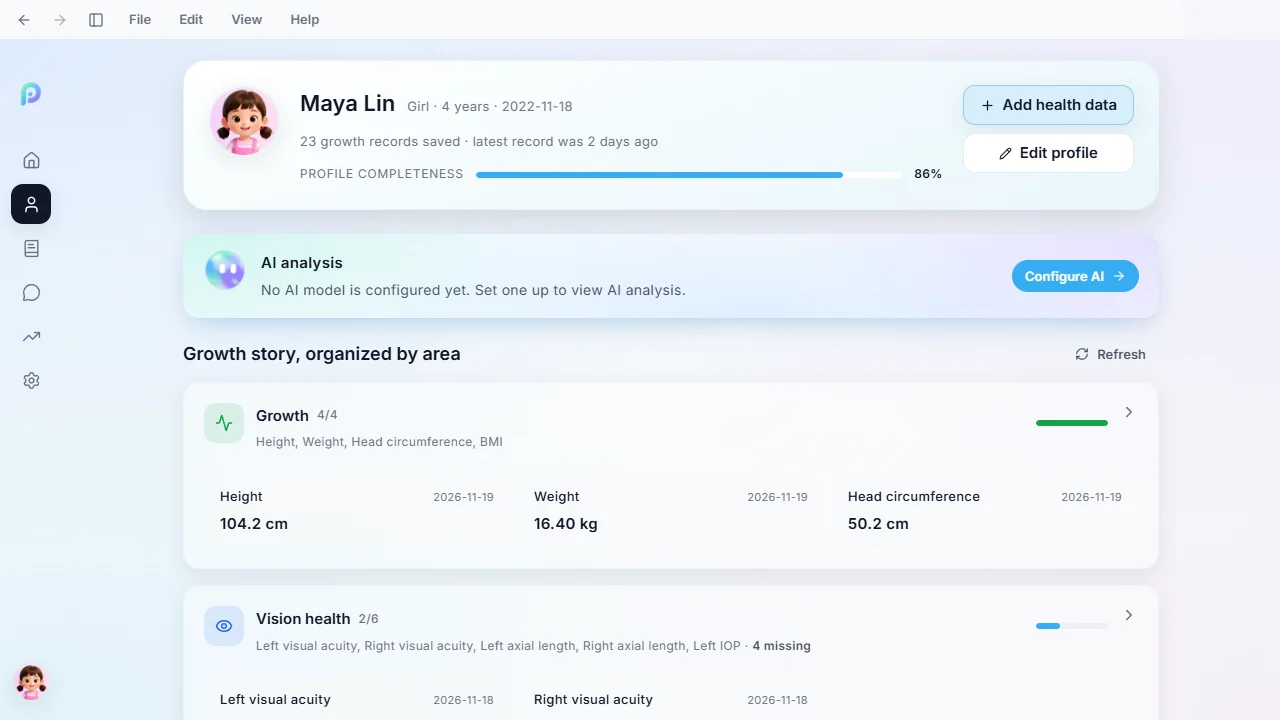 File Edit View Help
Maya Lin Girl · 4 years · 2022-11-18
23 growth records saved · latest record was 2 days ago
PROFILE COMPLETENESS 86%
Add health data
Edit profile
AI analysis
No AI model is configured yet. Set one up to view AI analysis.
Configure AI
Growth story, organized by area
Refresh
Growth 4/4
Height, Weight, Head circumference, BMI
Height 2026-11-19 Weight 2026-11-19 Head circumference 2026-11-19
104.2 cm 16.40 kg 50.2 cm
Vision health 2/6
Left visual acuity, Right visual acuity, Left axial length, Right axial length, Left IOP · 4 missing
Left visual acuity 2026-11-18 Right visual acuity 2026-11-18